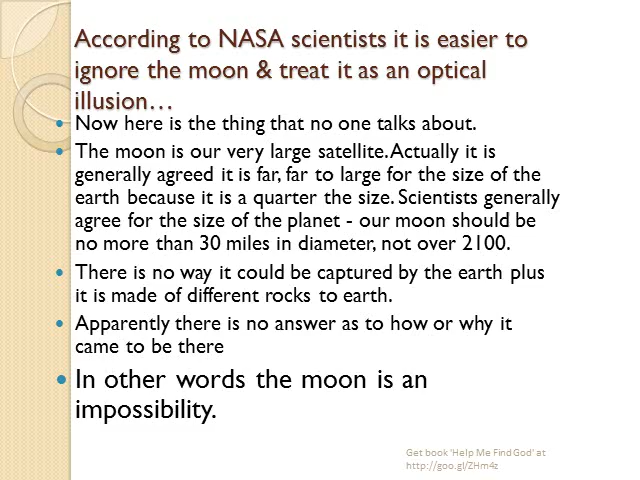 According to NASA scientists it is easier to
ignore the moon & treat it as an optical
illusion…
• Now here is the thing that no one talks about.
• The moon is our very large satellite. Actually it is
generally agreed it is far, far to large for the size of the
earth because it is a quarter the size. Scientists generally
agree for the size of the planet - our moon should be
no more than 30 miles in diameter, not over 2100.
• There is no way it could be captured by the earth plus
it is made of different rocks to earth.
• Apparently there is no answer as to how or why it
came to be there
• In other words the moon is an
impossibility.
Get book 'Help Me Find God' at
http://goo.gl/ZHm4z